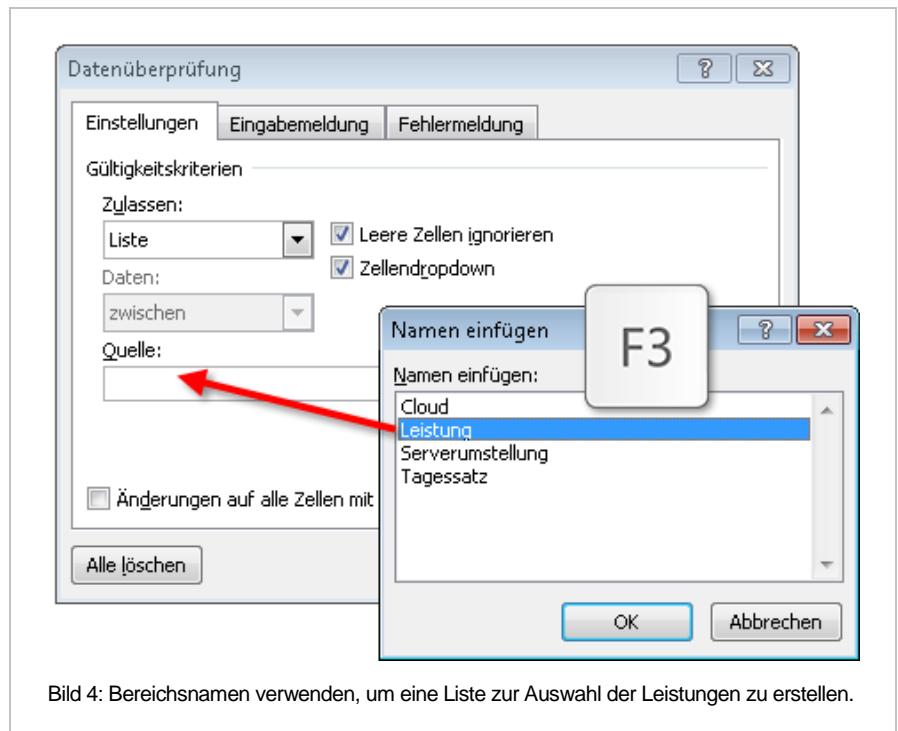 Datenüberprüfung
Einstellungen Eingabemeldung Fehlermeldung
Gültigkeitskriterien
Zulassen:
Liste
Leere Zellen ignorieren
Daten:
Zellendropdown
zwischen
Quelle:
Namen einfügen
F3
Namen einfügen:
Cloud
Leistung
Serverumstellung
Tagessatz
Änderungen auf alle Zellen mit
Alle löschen
OK Abbrechen
Bild 4: Bereichsnamen verwenden, um eine Liste zur Auswahl der Leistungen zu erstellen.